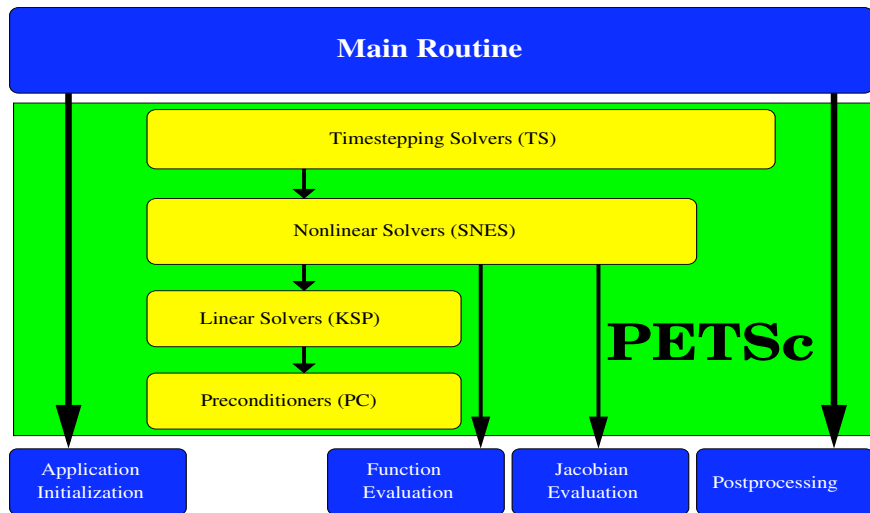 Main Routine
Timestepping Solvers (TS)
Nonlinear Solvers (SNES)
Linear Solvers (KSP)
PETSc
Preconditioners (PC)
Application
Initialization
Function
Evaluation
Jacobian
Evaluation
Postprocessing